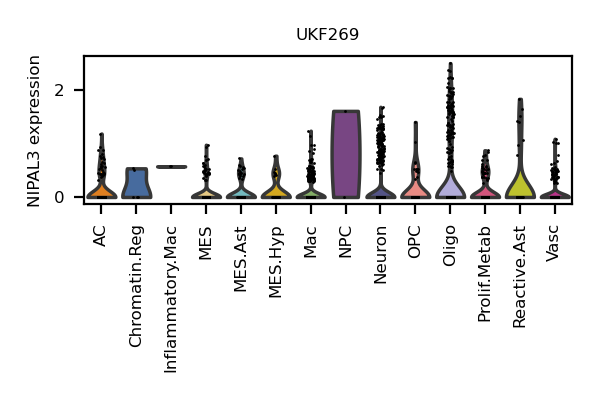 UKF269
NIPAL3 expression
2
0
AC
Chromatin.Reg
Inflammatory.Mac
MES
MES.Ast
MES.Hyp
Mac
NPC
Neuron
OPC
Oligo
Prolif.Metab
Reactive.Ast
Vasc